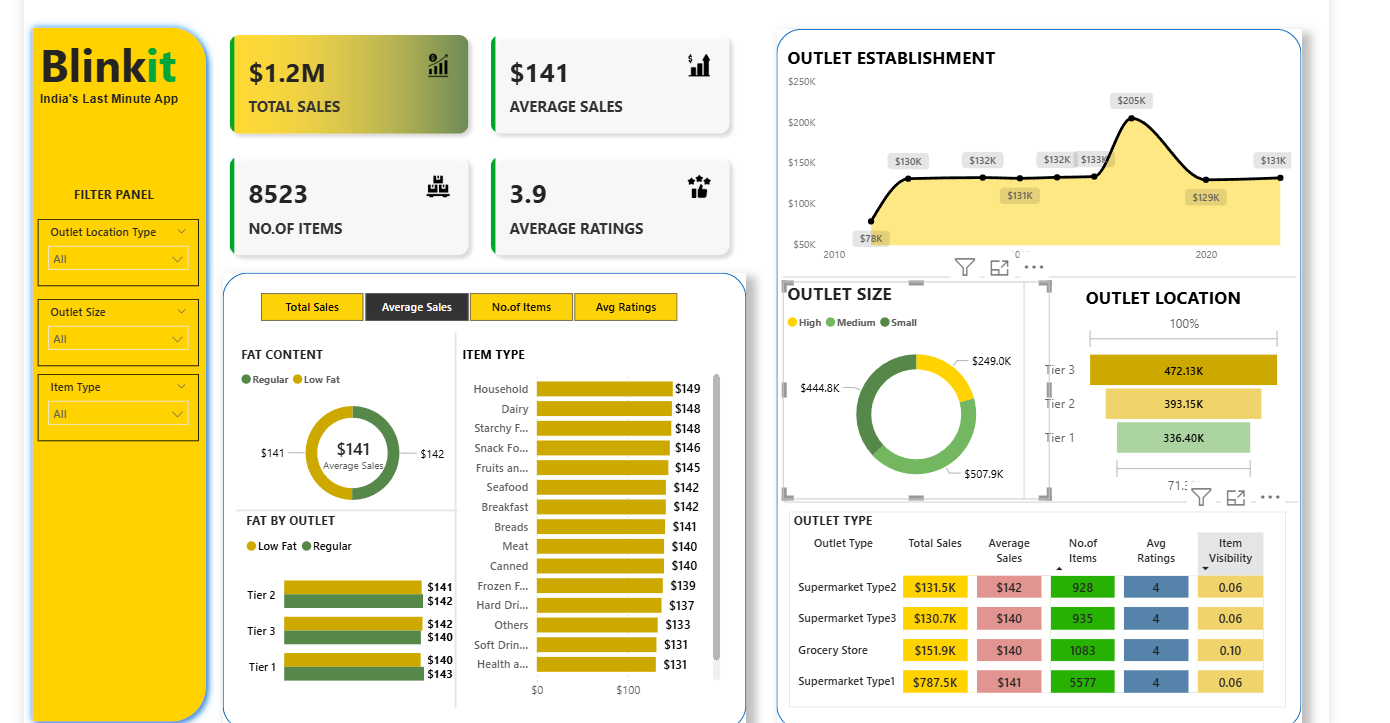 Blinkit
India's Last Minute App
FILTER PANEL
Outlet Location Type
All
Outlet Size
All
Item Type
All
$1.2M
TOTAL SALES
$141
AVERAGE SALES
8523
NO.OF ITEMS
3.9
AVERAGE RATINGS
Total Sales
Average Sales
No.of Items
Avg Ratings
FAT CONTENT
Regular Low Fat
$141
$141
Average Sales
$142
FAT BY OUTLET
Low Fat Regular
Tier 2 $141
$142
Tier 3 $142
$140
Tier 1 $140
$143
ITEM TYPE
Household $149
Dairy $148
Starchy F... $148
Snack Fo... $146
Fruits an... $145
Seafood $142
Breakfast $142
Breads $141
Meat $140
Canned $140
Frozen F... $139
Hard Dri... $137
Others $133
Soft Drin... $131
Health a... $131
$0 $100
OUTLET ESTABLISHMENT
$250K
$200K
$150K
$100K
$50K
$78K
$130K
$132K
$131K
$132K
$133K
$205K
$129K
$131K
2010 2020
OUTLET SIZE
High Medium Small
$249.0K
$444.8K
$507.9K
OUTLET LOCATION
100%
Tier 3 472.13K
Tier 2 393.15K
Tier 1 336.40K
OUTLET TYPE
Outlet Type Total Sales Average Sales No.of Items Avg Ratings Item Visibility
Supermarket Type2 $131.5K $142 928 4 0.06
Supermarket Type3 $130.7K $140 935 4 0.06
Grocery Store $151.9K $140 1083 4 0.10
Supermarket Type1 $787.5K $141 5577 4 0.06